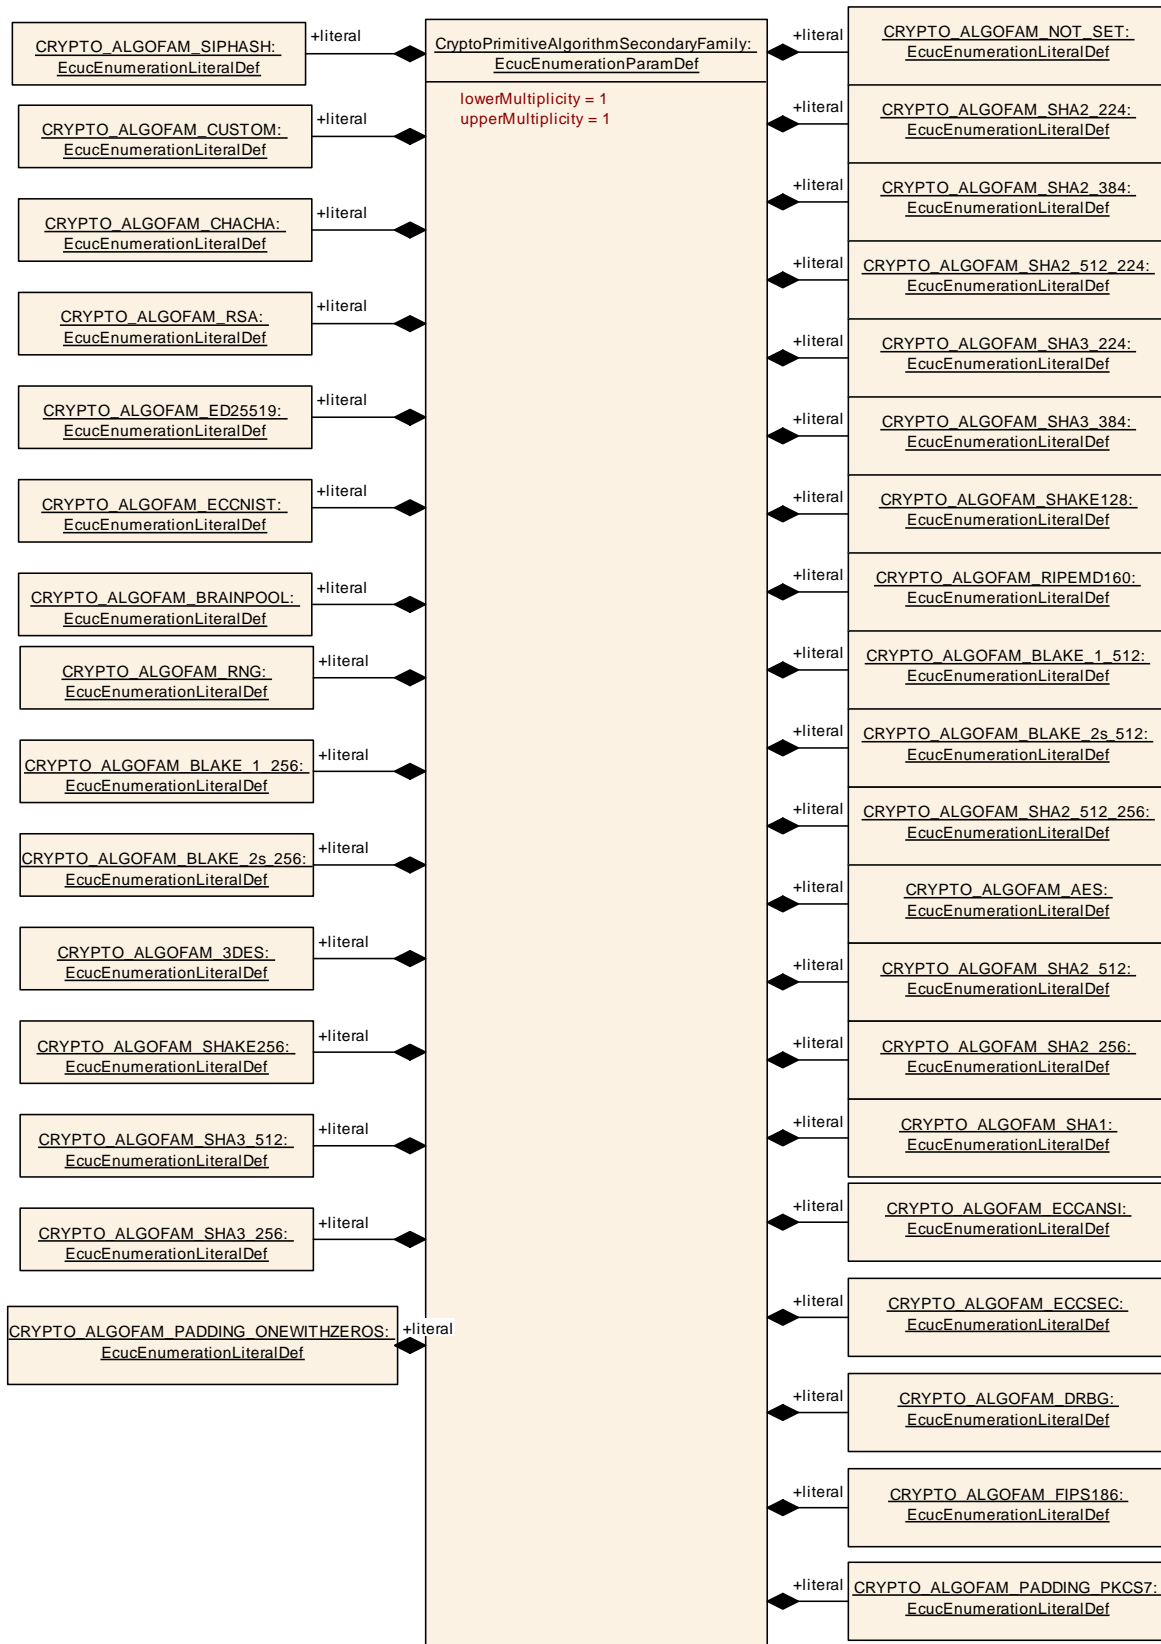 CRYPTO_ALGOFAM_SIPHASH:
EcucEnumerationLiteralDef
+literal
CRYPTO_ALGOFAM_CUSTOM:
EcucEnumerationLiteralDef
+literal
CRYPTO_ALGOFAM_CHACHA:
EcucEnumerationLiteralDef
+literal
CRYPTO_ALGOFAM_RSA:
EcucEnumerationLiteralDef
+literal
CRYPTO_ALGOFAM_ED25519:
EcucEnumerationLiteralDef
+literal
CRYPTO_ALGOFAM_ECCNIST:
EcucEnumerationLiteralDef
+literal
CRYPTO_ALGOFAM_BRAINPOOL:
EcucEnumerationLiteralDef
+literal
CRYPTO_ALGOFAM_RNG:
EcucEnumerationLiteralDef
+literal
CRYPTO_ALGOFAM_BLAKE_1_256:
EcucEnumerationLiteralDef
+literal
CRYPTO_ALGOFAM_BLAKE_2s_256:
EcucEnumerationLiteralDef
+literal
CRYPTO_ALGOFAM_3DES:
EcucEnumerationLiteralDef
+literal
CRYPTO_ALGOFAM_SHAKE256:
EcucEnumerationLiteralDef
+literal
CRYPTO_ALGOFAM_SHA3_512:
EcucEnumerationLiteralDef
+literal
CRYPTO_ALGOFAM_SHA3_256:
EcucEnumerationLiteralDef
+literal
CRYPTO_ALGOFAM_PADDING_ONEWITHZEROS:
EcucEnumerationLiteralDef
+literal
CryptoPrimitiveAlgorithmSecondaryFamily:
EcucEnumerationParamDef
lowerMultiplicity = 1
upperMultiplicity = 1
+literal
CRYPTO_ALGOFAM_NOT_SET:
EcucEnumerationLiteralDef
+literal
CRYPTO_ALGOFAM_SHA2_224:
EcucEnumerationLiteralDef
+literal
CRYPTO_ALGOFAM_SHA2_384:
EcucEnumerationLiteralDef
+literal
CRYPTO_ALGOFAM_SHA2_512_224:
EcucEnumerationLiteralDef
+literal
CRYPTO_ALGOFAM_SHA3_224:
EcucEnumerationLiteralDef
+literal
CRYPTO_ALGOFAM_SHA3_384:
EcucEnumerationLiteralDef
+literal
CRYPTO_ALGOFAM_SHAKE128:
EcucEnumerationLiteralDef
+literal
CRYPTO_ALGOFAM_RIPEMD160:
EcucEnumerationLiteralDef
+literal
CRYPTO_ALGOFAM_BLAKE_1_512:
EcucEnumerationLiteralDef
+literal
CRYPTO_ALGOFAM_BLAKE_2s_512:
EcucEnumerationLiteralDef
+literal
CRYPTO_ALGOFAM_SHA2_512_256:
EcucEnumerationLiteralDef
+literal
CRYPTO_ALGOFAM_AES:
EcucEnumerationLiteralDef
+literal
CRYPTO_ALGOFAM_SHA2_512:
EcucEnumerationLiteralDef
+literal
CRYPTO_ALGOFAM_SHA2_256:
EcucEnumerationLiteralDef
+literal
CRYPTO_ALGOFAM_SHA1:
EcucEnumerationLiteralDef
+literal
CRYPTO_ALGOFAM_ECCANSI:
EcucEnumerationLiteralDef
+literal
CRYPTO_ALGOFAM_ECCSEC:
EcucEnumerationLiteralDef
+literal
CRYPTO_ALGOFAM_DRBG:
EcucEnumerationLiteralDef
+literal
CRYPTO_ALGOFAM_FIPS186:
EcucEnumerationLiteralDef
+literal
CRYPTO_ALGOFAM_PADDING_PKCS7:
EcucEnumerationLiteralDef